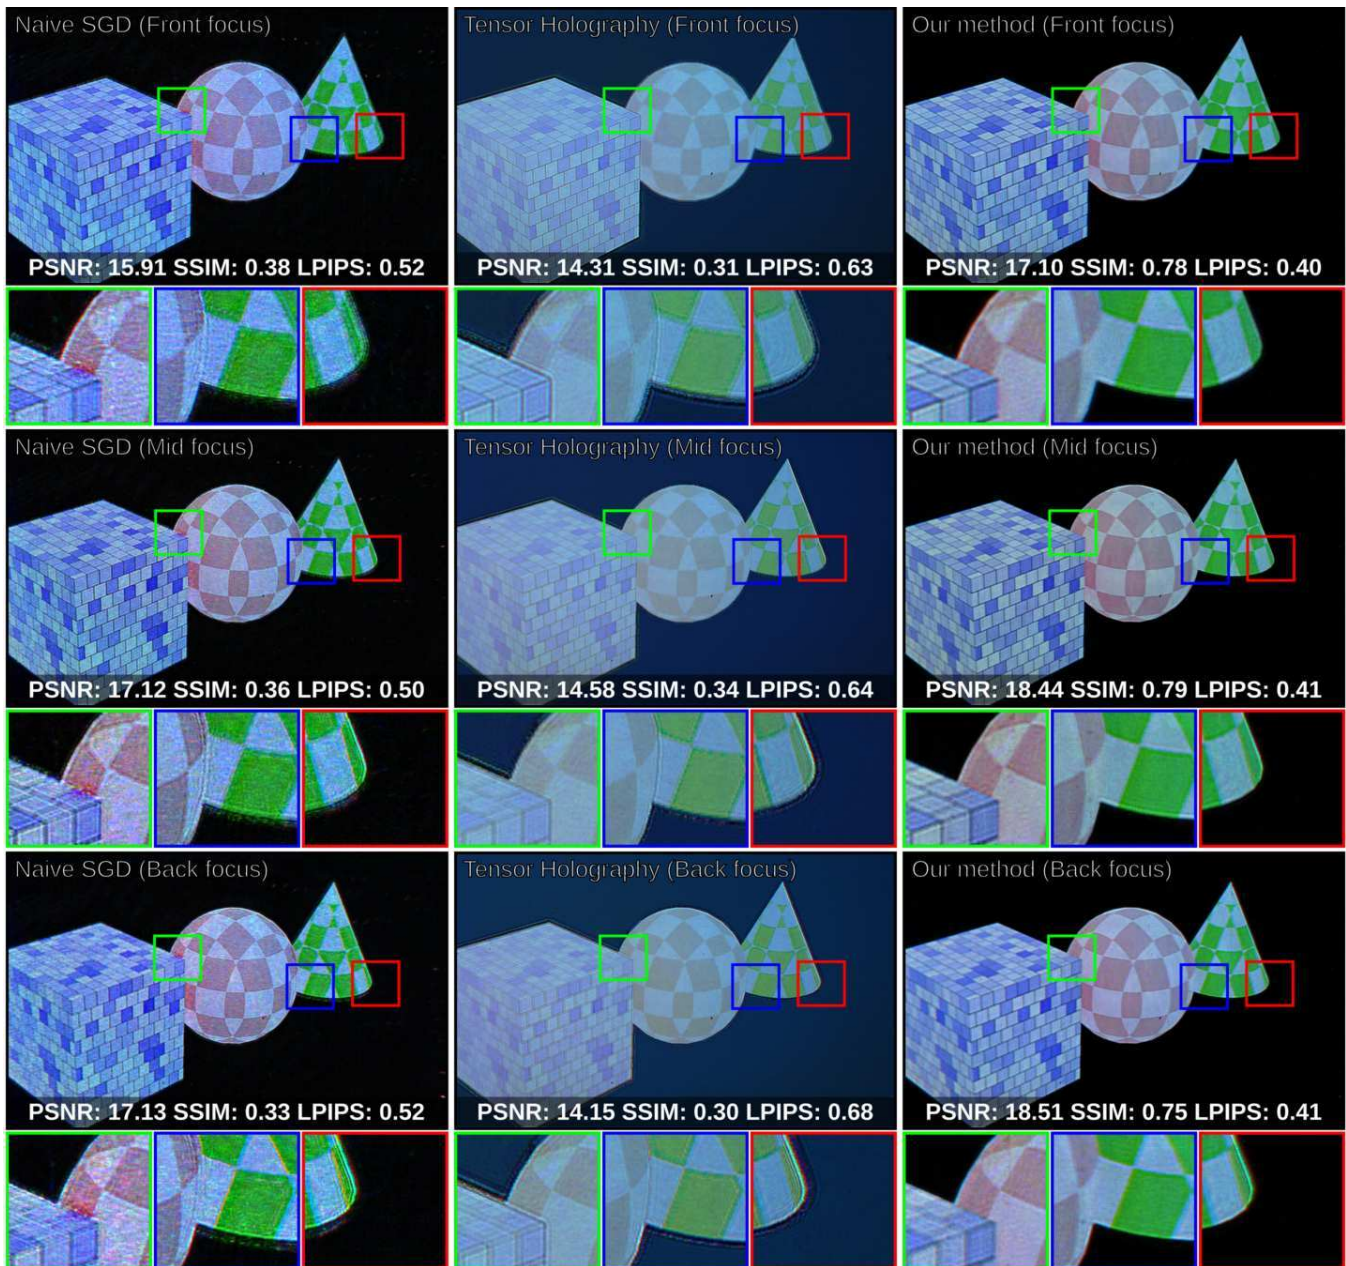 Naive SGD (Front focus)
Tensor Holography (Front focus)
Our method (Front focus)
PSNR: 15.91 SSIM: 0.38 LPIPS: 0.52
PSNR: 14.31 SSIM: 0.31 LPIPS: 0.63
PSNR: 17.10 SSIM: 0.78 LPIPS: 0.40
Naive SGD (Mid focus)
Tensor Holography (Mid focus)
Our method (Mid focus)
PSNR: 17.12 SSIM: 0.36 LPIPS: 0.50
PSNR: 14.58 SSIM: 0.34 LPIPS: 0.64
PSNR: 18.44 SSIM: 0.79 LPIPS: 0.41
Naive SGD (Back focus)
Tensor Holography (Back focus)
Our method (Back focus)
PSNR: 17.13 SSIM: 0.33 LPIPS: 0.52
PSNR: 14.15 SSIM: 0.30 LPIPS: 0.68
PSNR: 18.51 SSIM: 0.75 LPIPS: 0.41